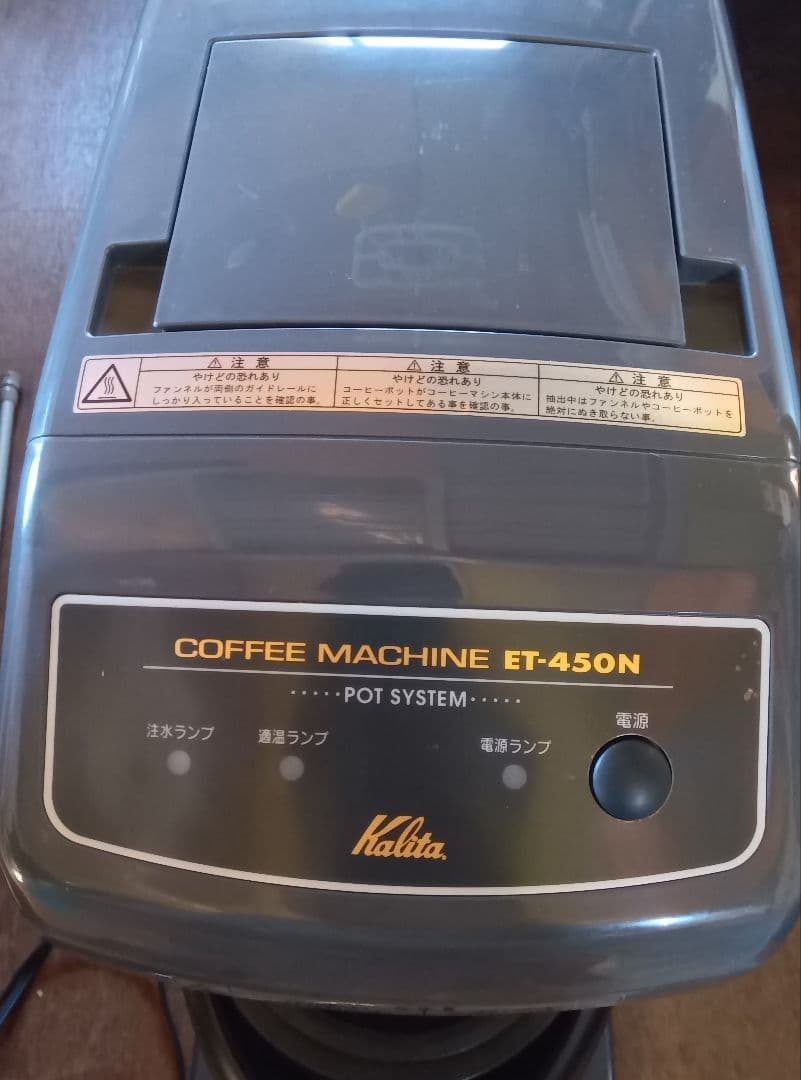 ⚠ 注意
やけどの恐れあり
ファンネルが両側のガイドレールに
しっかり入っていることを確認の事。
⚠ 注意
やけどの恐れあり
コーヒーポットがコーヒーマシン本体に
正しくセットしてある事を確認の事。
⚠ 注意
やけどの恐れあり
抽出中はファンネルやコーヒーポットを
絶対にぬき取らない事。
COFFEE MACHINE ET-450N
·····POT SYSTEM·····
注水ランプ
適温ランプ
電源ランプ
電源
Kalita